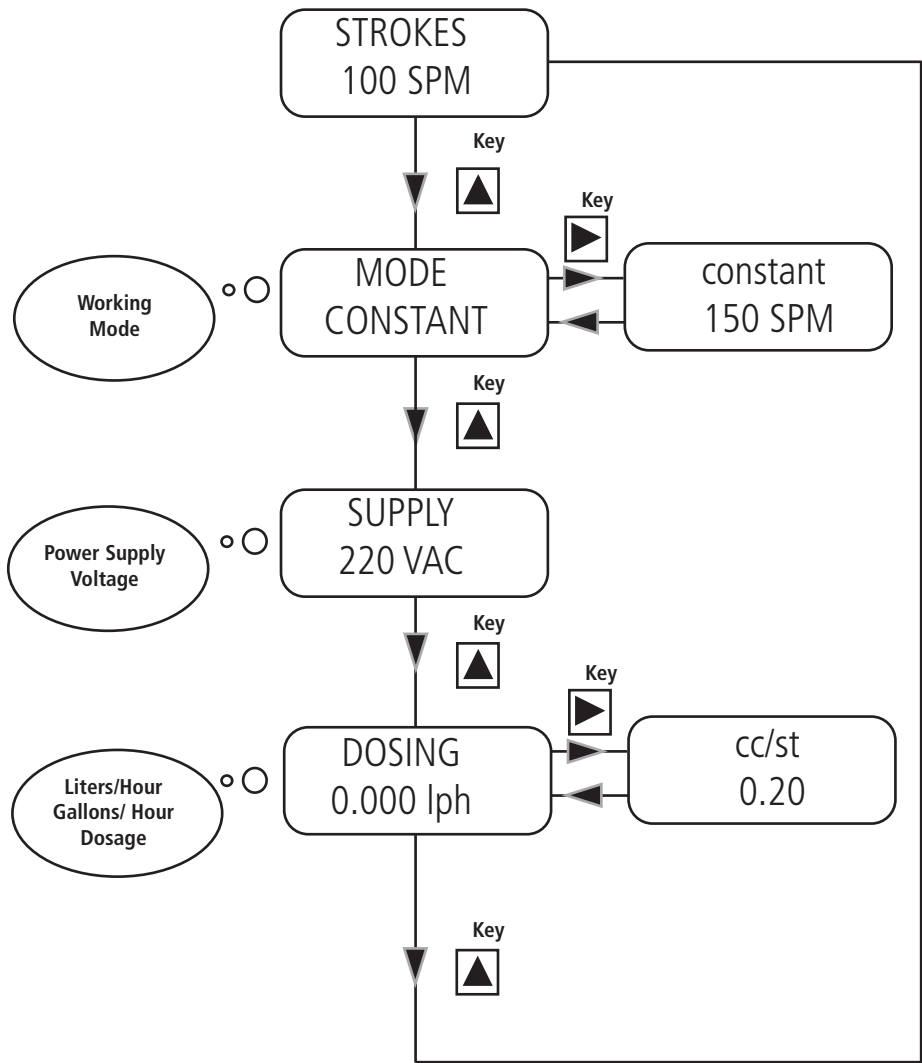 STROKES
100 SPM
Key
Key
Working
Mode
MODE
CONSTANT
constant
150 SPM
Key
Power Supply
Voltage
SUPPLY
220 VAC
Key
Key
Liters/Hour
Gallons/ Hour
Dosage
DOSING
0.000 lph
cc/st
0.20
Key